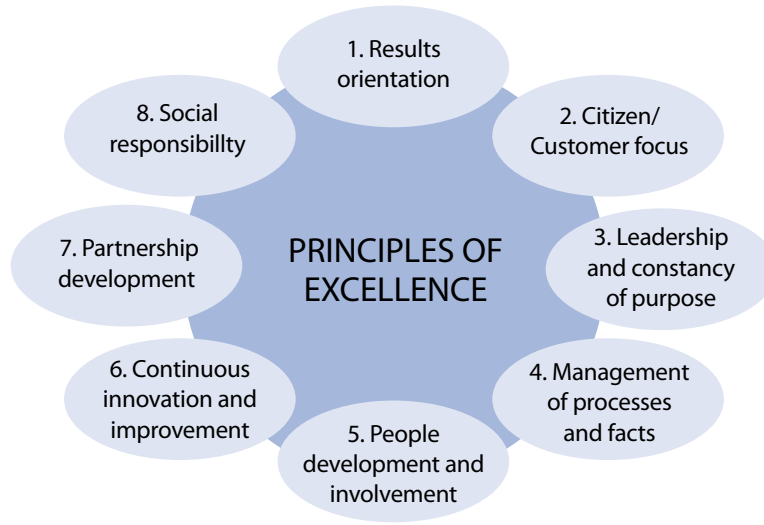 1. Results
orientation
2. Citizen/
Customer focus
3. Leadership
and constancy
of purpose
4. Management
of processes
and facts
5. People
development and
involvement
6. Continuous
innovation and
improvement
7. Partnership
development
8. Social
responsibillty
PRINCIPLES OF
EXCELLENCE